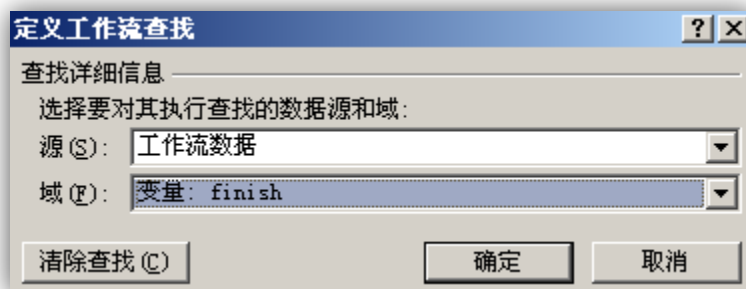 定义工作流查找
查找详细信息
选择要对其执行查找的数据源和域:
源(S): 工作流数据
域(F): 变量: finish
清除查找(C) 确定 取消